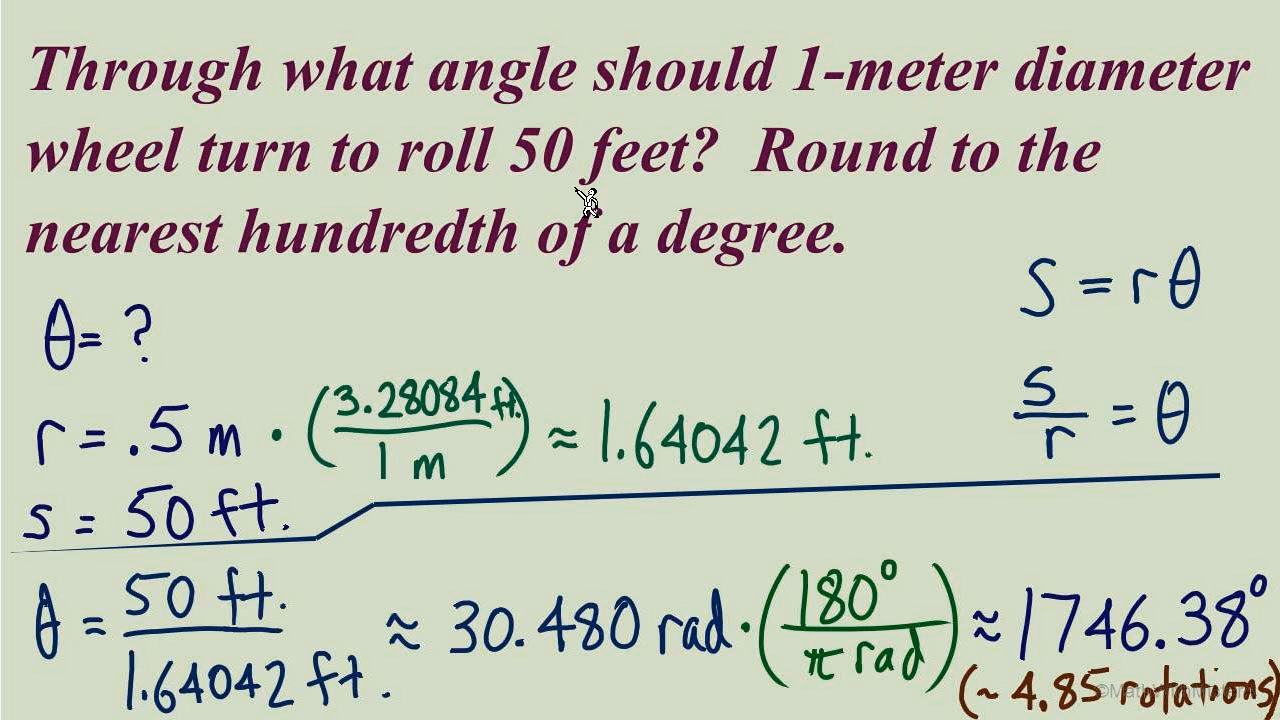 Through what angle should 1-meter diameter
wheel turn to roll 50 feet? Round to the
nearest hundredth of a degree.
S = rθ
θ = ?
s/r = θ
r = .5 m · (3.28084 ft. / 1 m) ≈ 1.64042 ft.
s = 50 ft.
θ = 50 ft. / 1.64042 ft. ≈ 30.480 rad · (180° / π rad) ≈ 1746.38°
(~ 4.85 rotations)